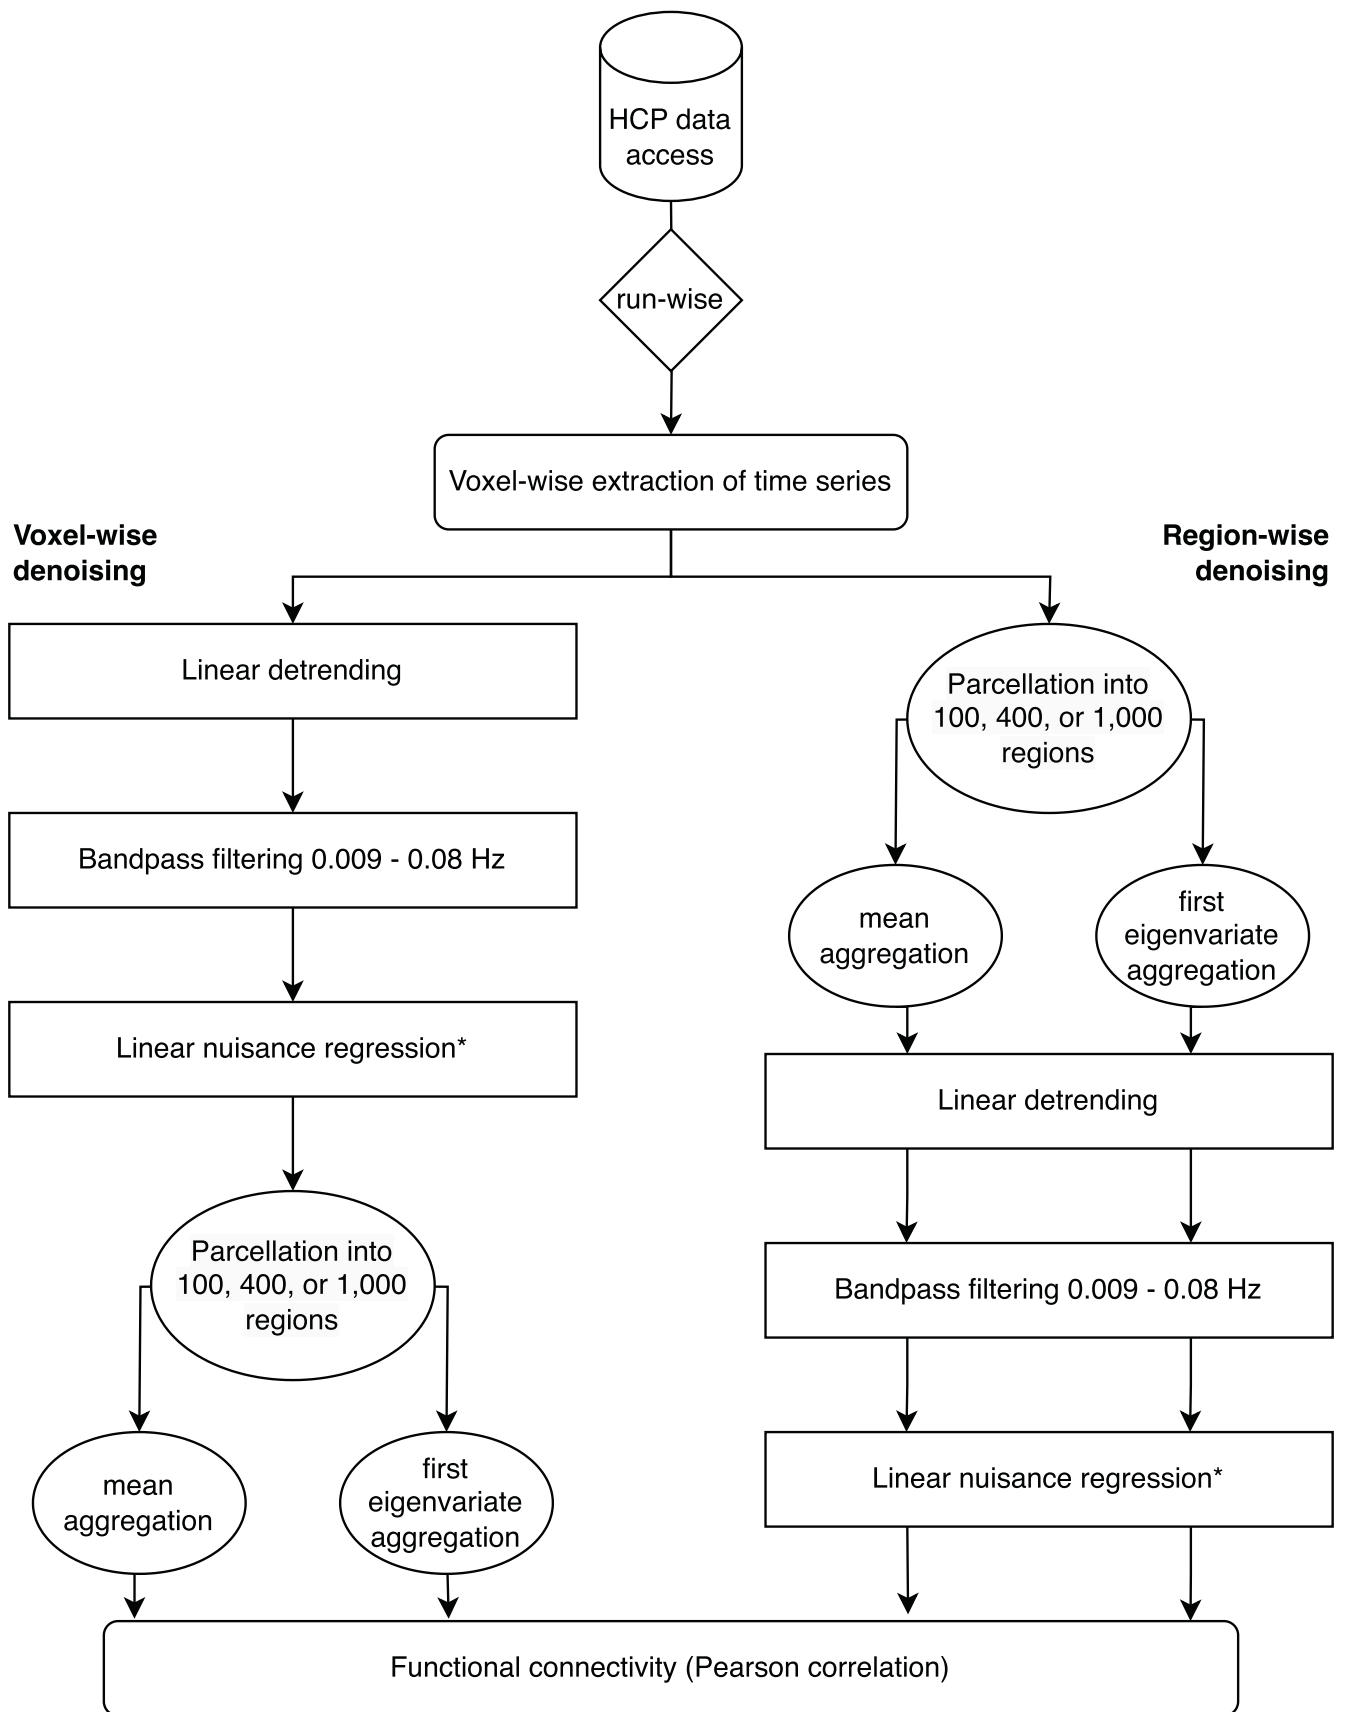 HCP data
access
run-wise
Voxel-wise extraction of time series
Voxel-wise
denoising
Region-wise
denoising
Linear detrending
Bandpass filtering 0.009 - 0.08 Hz
Linear nuisance regression*
Parcellation into
100, 400, or 1,000
regions
mean
aggregation
first
eigenvariate
aggregation
Parcellation into
100, 400, or 1,000
regions
mean
aggregation
first
eigenvariate
aggregation
Linear detrending
Bandpass filtering 0.009 - 0.08 Hz
Linear nuisance regression*
Functional connectivity (Pearson correlation)